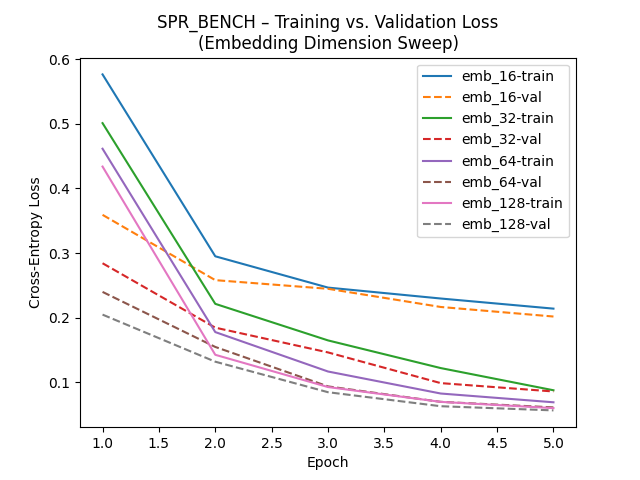 SPR_BENCH – Training vs. Validation Loss
(Embedding Dimension Sweep)
Cross-Entropy Loss
0.6
0.5
0.4
0.3
0.2
0.1
emb_16-train
emb_16-val
emb_32-train
emb_32-val
emb_64-train
emb_64-val
emb_128-train
emb_128-val
1.0 1.5 2.0 2.5 3.0 3.5 4.0 4.5 5.0
Epoch